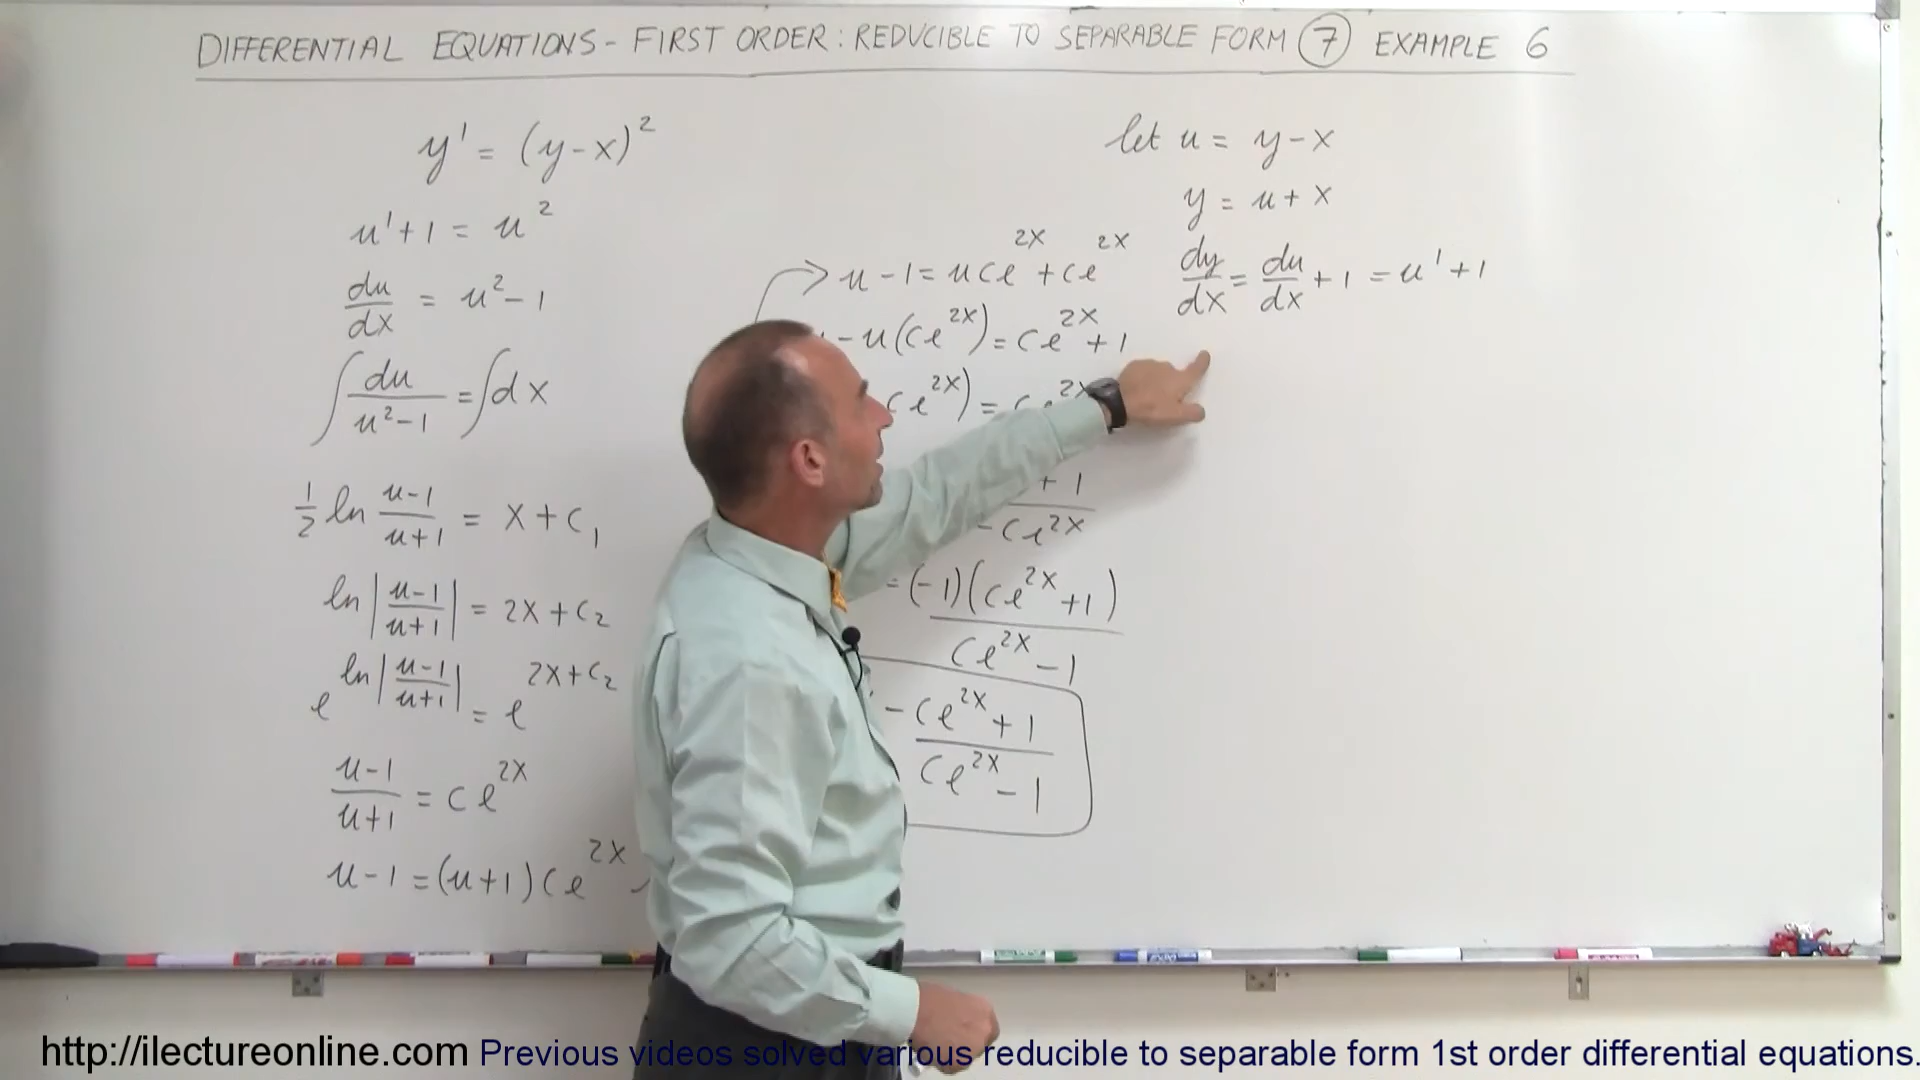 DIFFERENTIAL EQUATIONS - FIRST ORDER: REDUCIBLE TO SEPARABLE FORM 7 EXAMPLE 6
y' = (y-x)²
u'+1 = u²
du/dx = u²-1
∫ du/(u²-1) = ∫dx
1/2 ln (u-1)/(u+1) = x+c₁
ln|(u-1)/(u+1)| = 2x+c₂
e^(ln|(u-1)/(u+1)|) = e^(2x+c₂)
(u-1)/(u+1) = ce^(2x)
u-1=(u+1)ce^(2x)
u-1=uce^(2x)+ce^(2x)
-u(ce^(2x))=ce^(2x)+1
ce^(2x))=ce^(2x)
+1
-ce^(2x)
=(-1)(ce^(2x)+1)
ce^(2x)-1
-ce^(2x)+1
ce^(2x)-1
let u = y-x
y = u+x
dy/dx = du/dx +1 = u'+1
http://ilectureonline.com Previous videos solved various reducible to separable form 1st order differential equations.